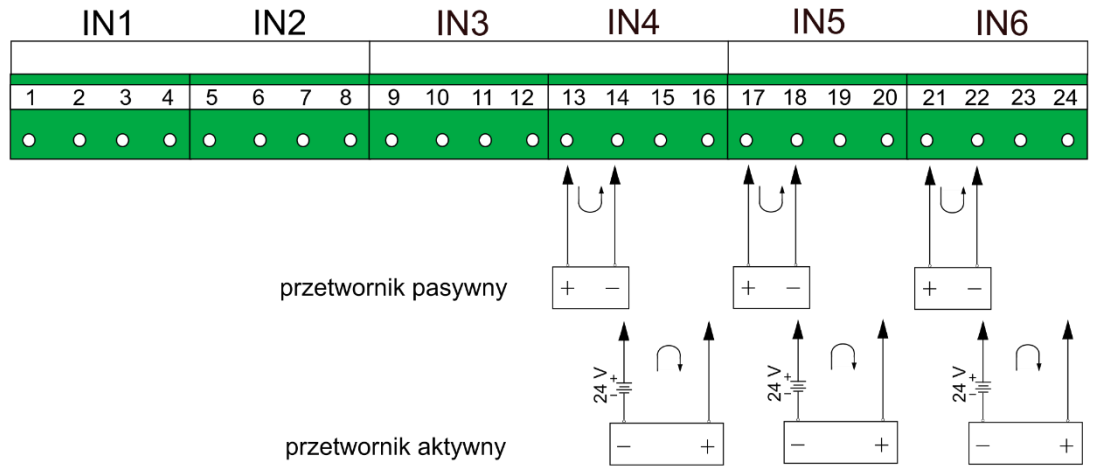 IN1 IN2 IN3 IN4 IN5 IN6
1 2 3 4 5 6 7 8 9 10 11 12 13 14 15 16 17 18 19 20 21 22 23 24
przetwornik pasywny + − + − + −
24 V + − 24 V + − 24 V + −
przetwornik aktywny − + − + − +